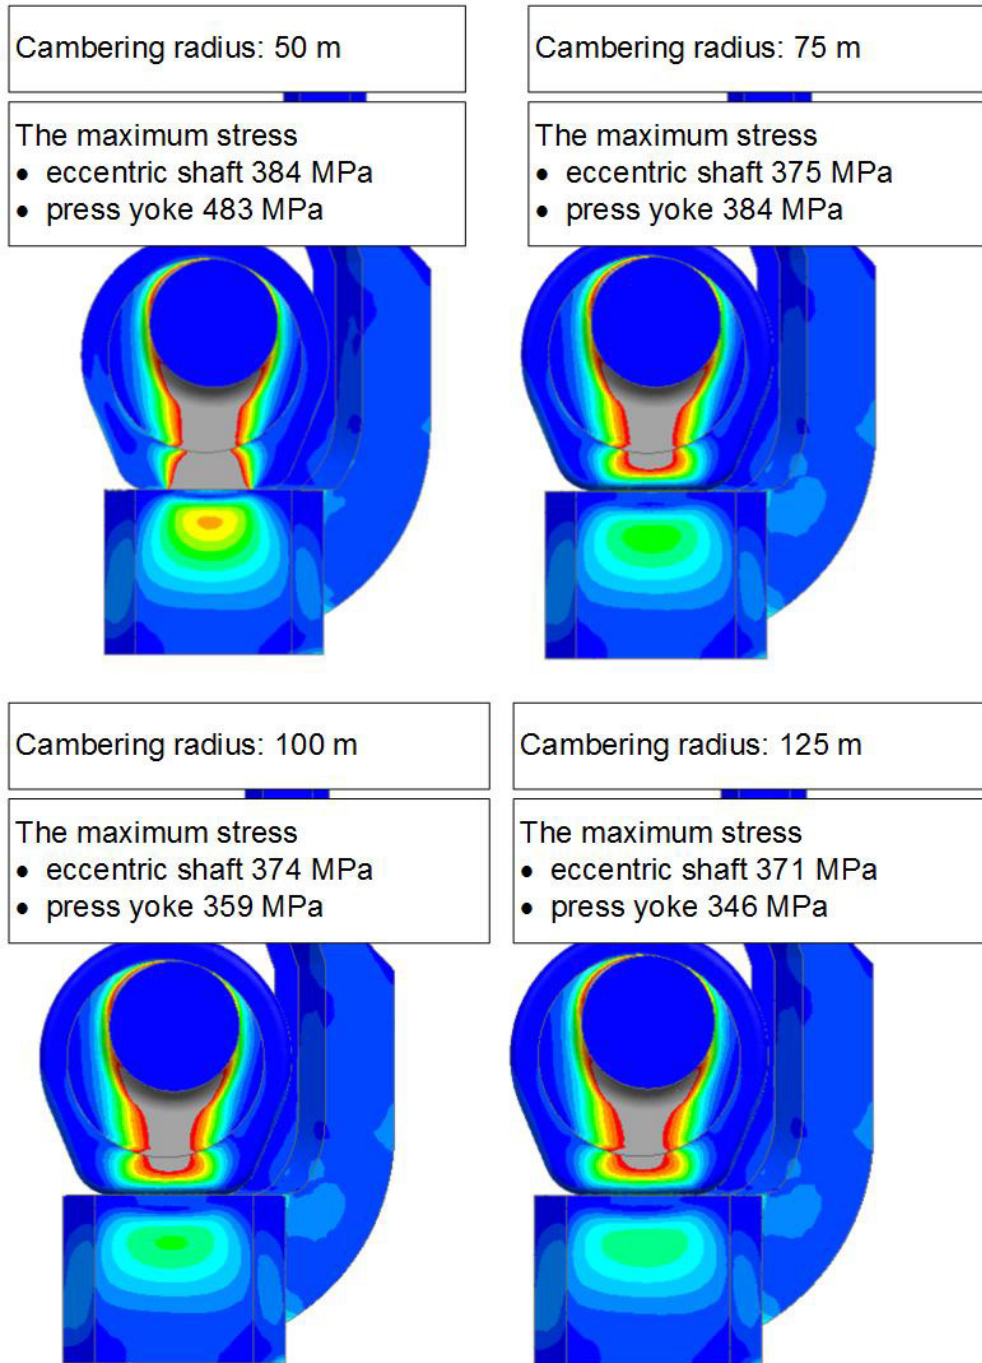 Cambering radius: 50 m
The maximum stress
• eccentric shaft 384 MPa
• press yoke 483 MPa
Cambering radius: 75 m
The maximum stress
• eccentric shaft 375 MPa
• press yoke 384 MPa
Cambering radius: 100 m
The maximum stress
• eccentric shaft 374 MPa
• press yoke 359 MPa
Cambering radius: 125 m
The maximum stress
• eccentric shaft 371 MPa
• press yoke 346 MPa